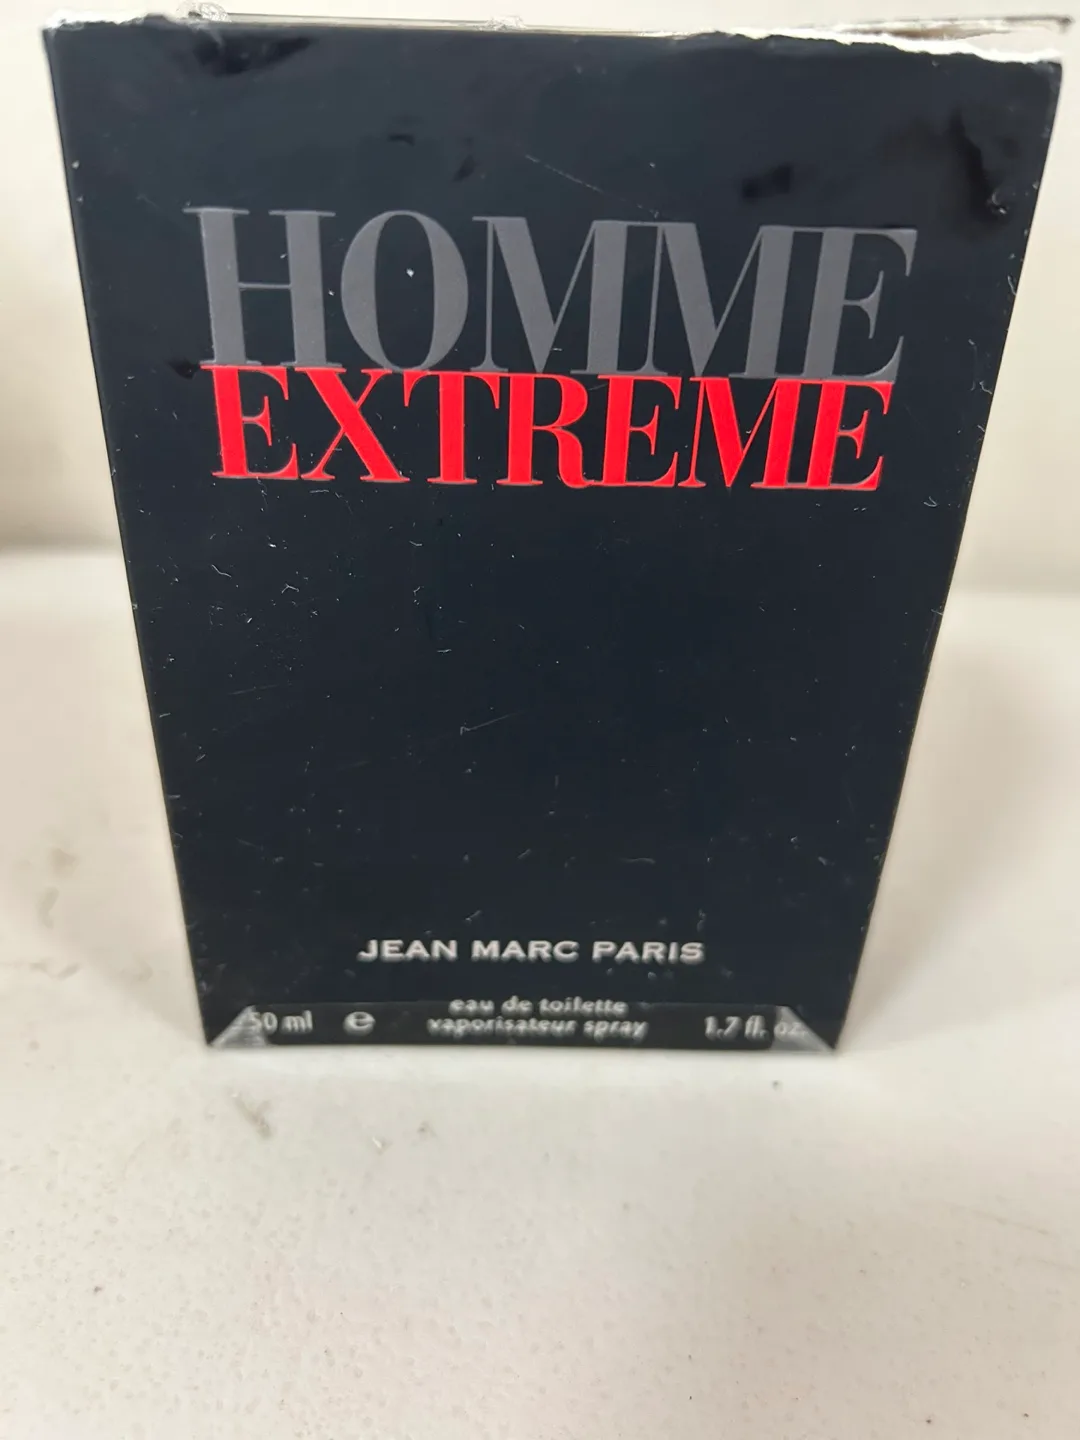 HOMME
EXTREME
JEAN MARC PARIS
eau de toilette
50 ml e vaporisateur spray 1.7 fl. oz.